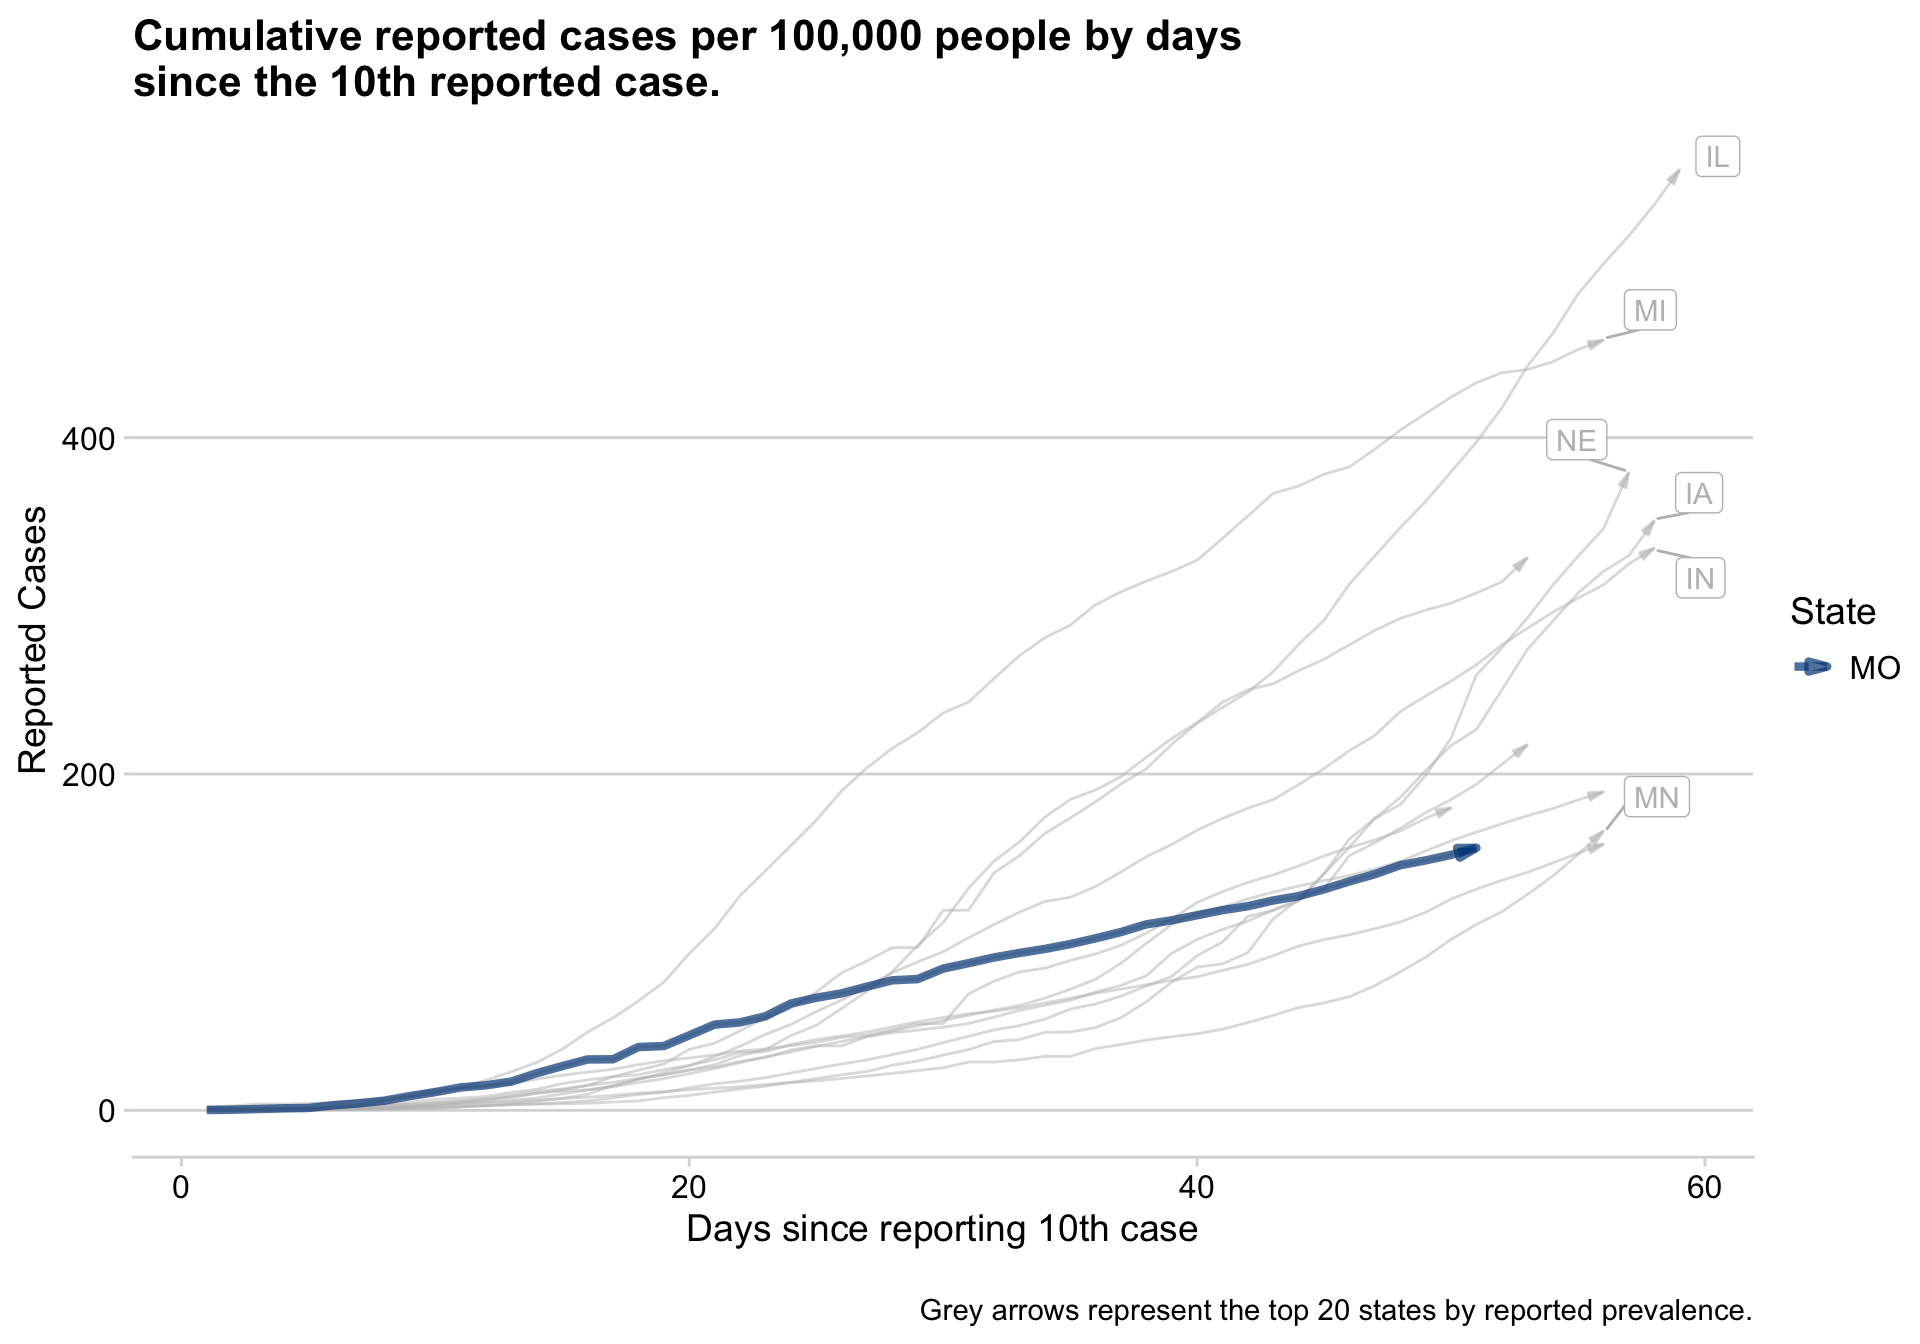 Cumulative reported cases per 100,000 people by days
since the 10th reported case.
IL
MI
400
NE
IA
IN
Reported Cases
State
MO
200
MN
0
0 20 40 60
Days since reporting 10th case
Grey arrows represent the top 20 states by reported prevalence.